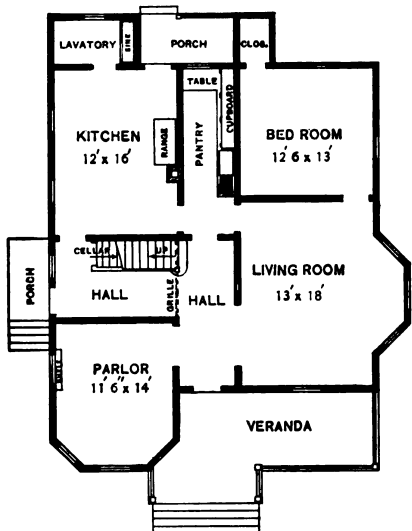 LAVATORY
SINK
PORCH
CLOS.
TABLE
CUPBOARD
KITCHEN
12' x 16'
RANGE
PANTRY
BED ROOM
12' 6 x 13'
CELLAR
UP
PORCH
HALL
GRILLE
HALL
LIVING ROOM
13' x 18'
PARLOR
11' 6" x 14'
VERANDA